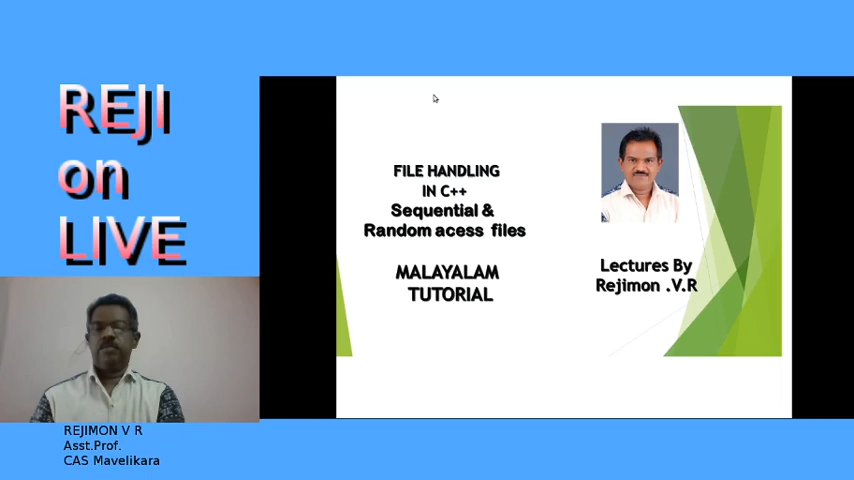 REJI
on
LIVE
FILE HANDLING
IN C++
Sequential &
Random acess files
MALAYALAM
TUTORIAL
Lectures By
Rejimon .V.R
REJIMON V R
Asst.Prof.
CAS Mavelikara